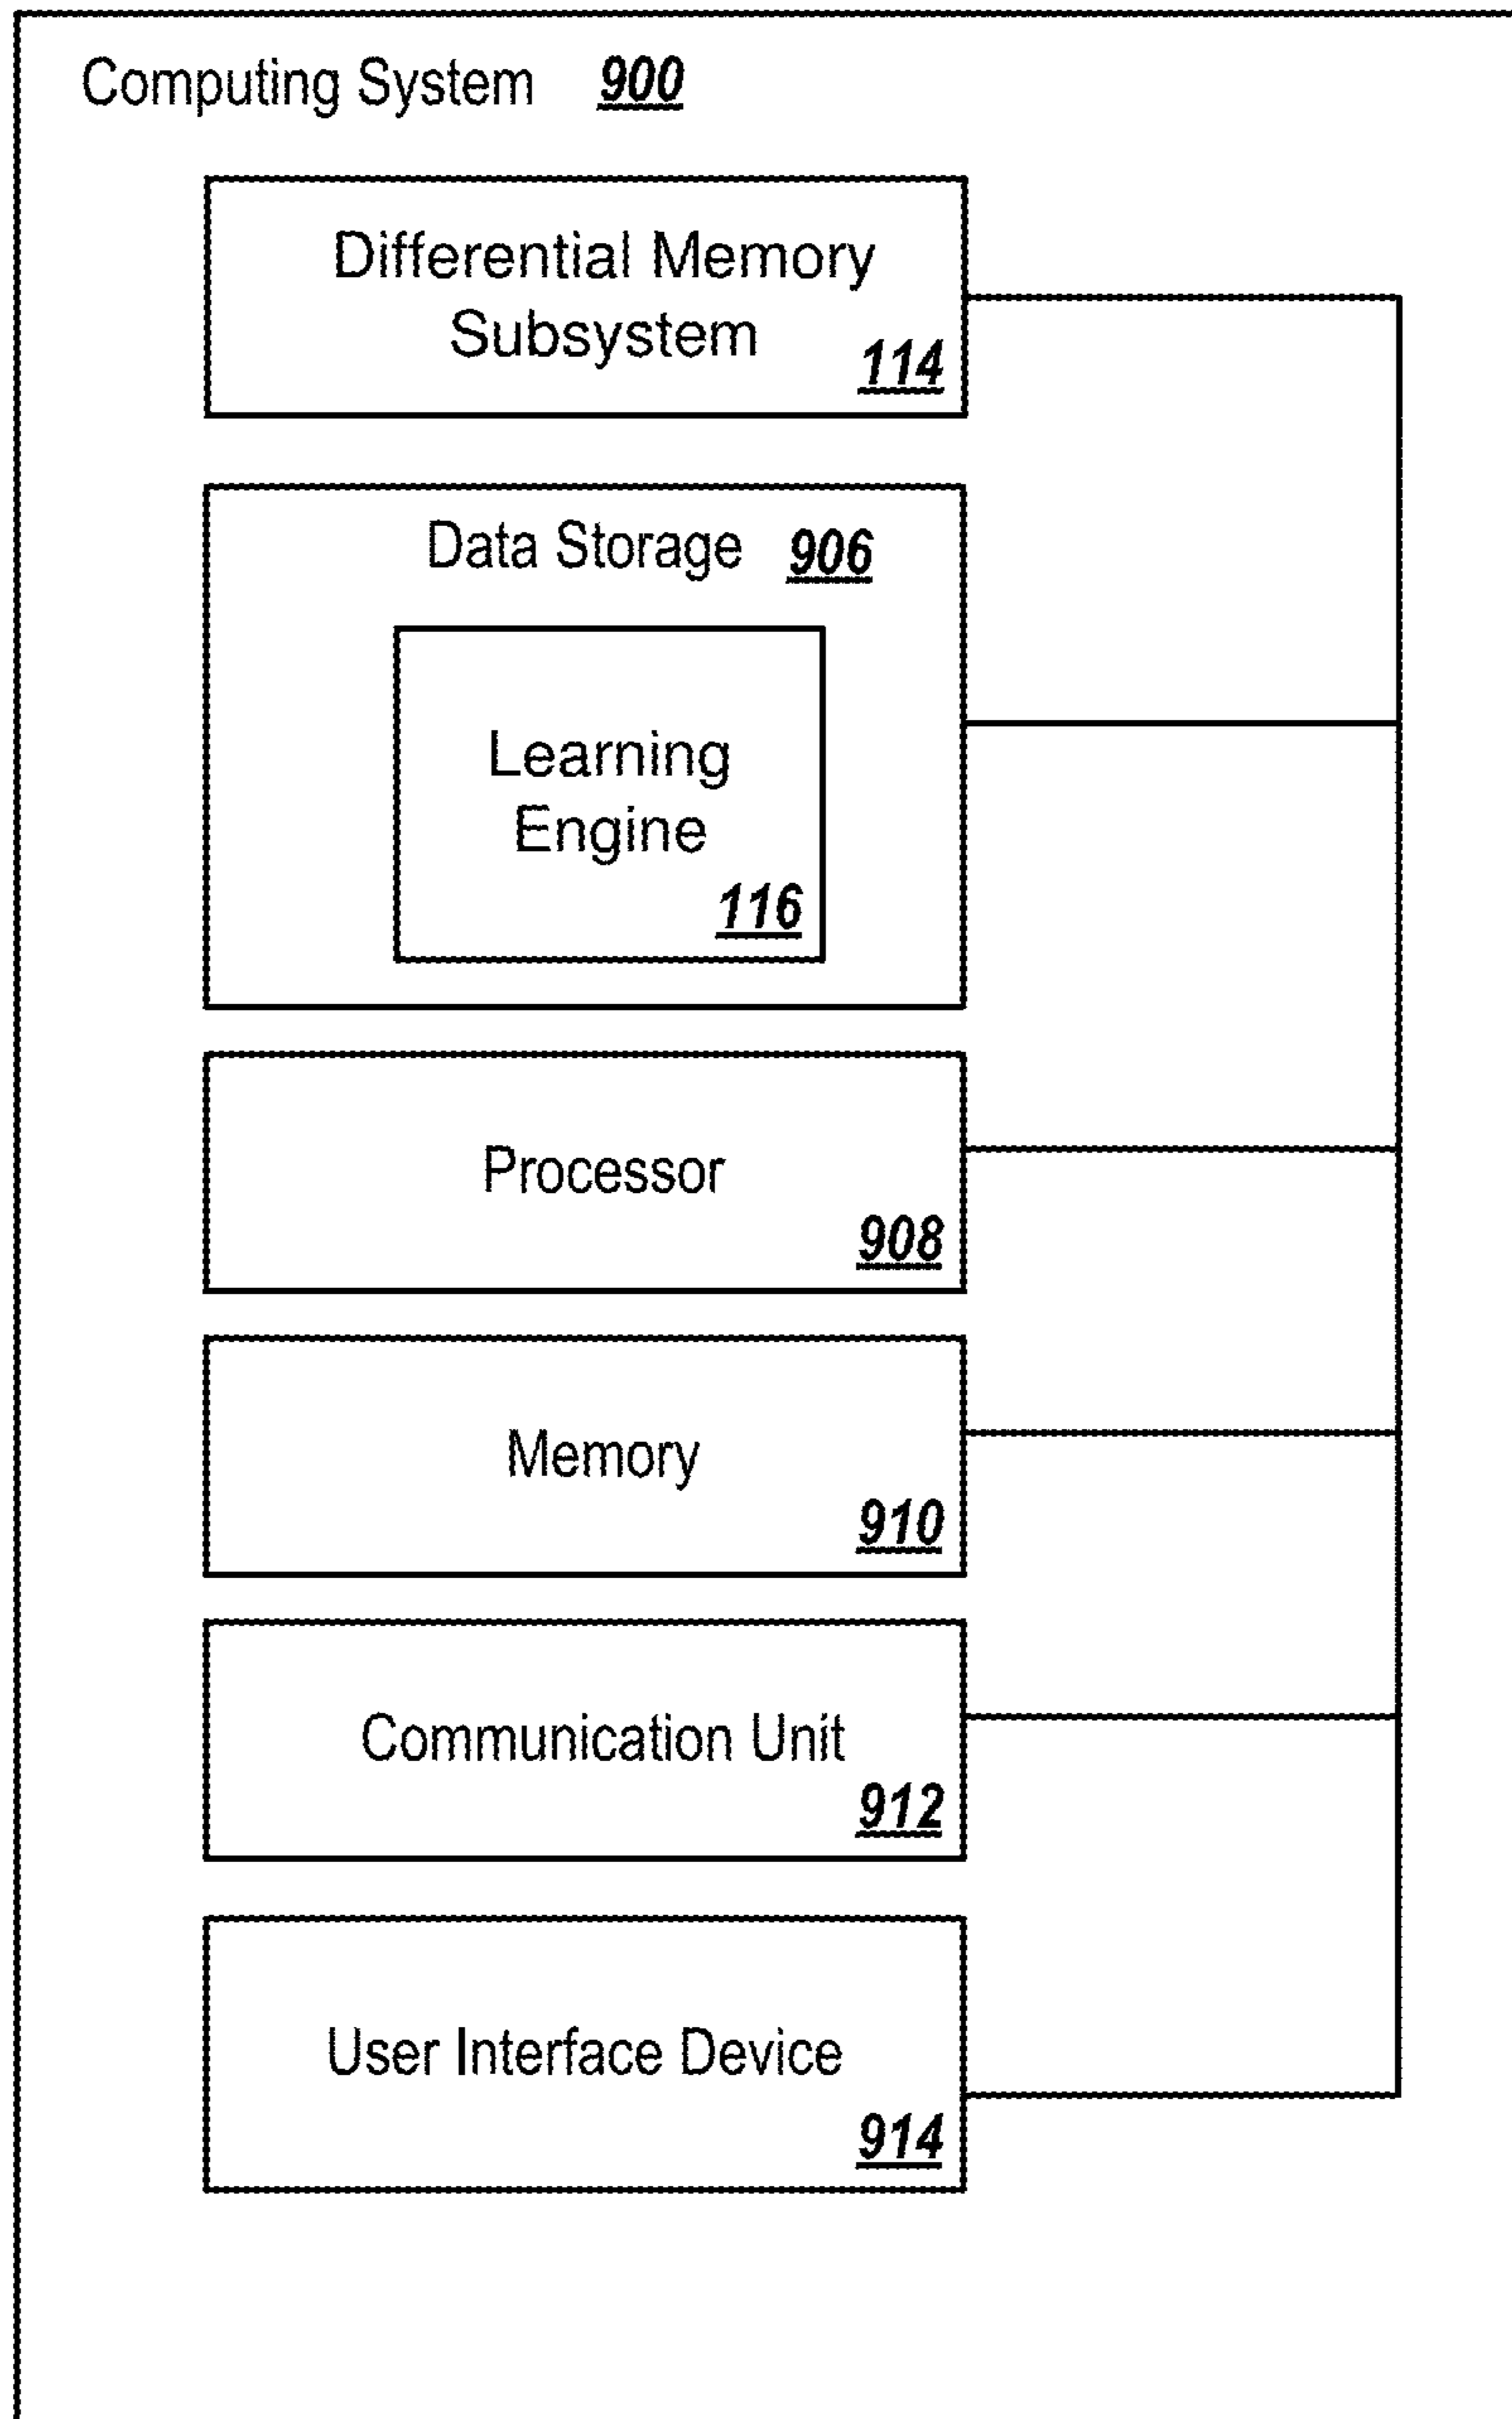 Computing System 900
Differential Memory
Subsystem
114
Data Storage 906
Learning
Engine
116
Processor
908
Memory
910
Communication Unit
912
User Interface Device
914